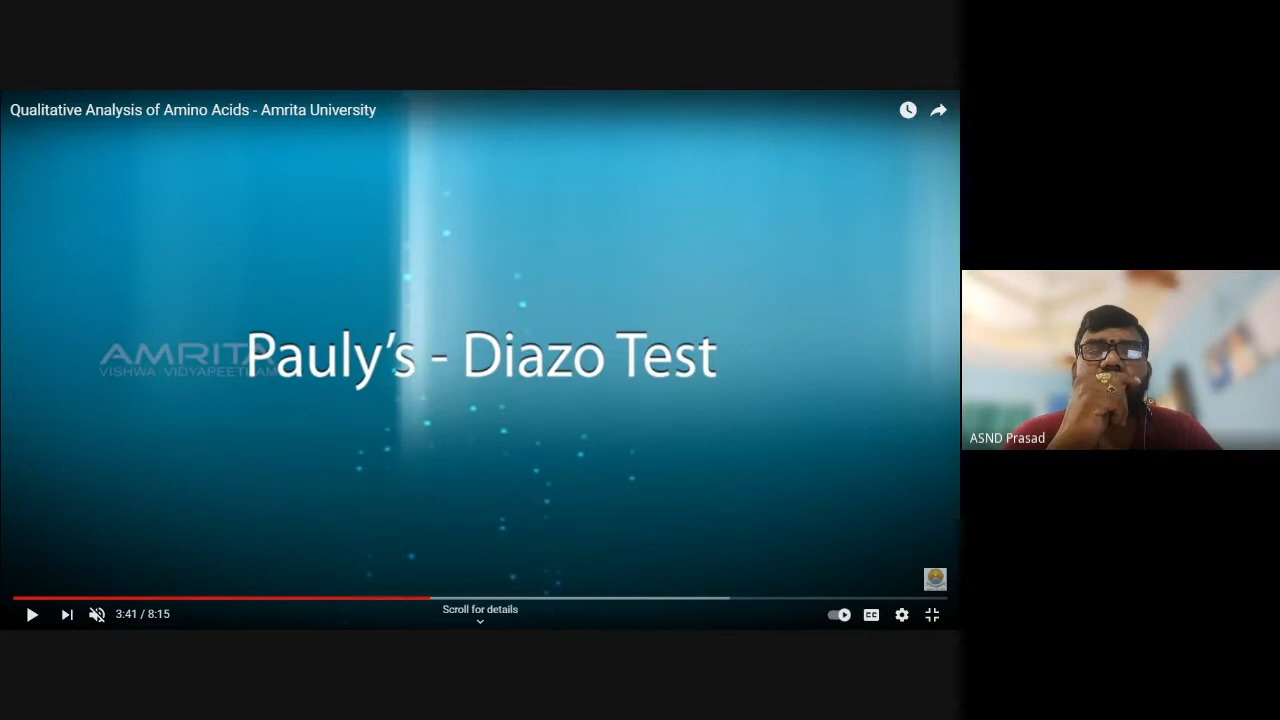 Qualitative Analysis of Amino Acids - Amrita University
AMRITA
VISHWA VIDYAPEETHAM
Pauly's - Diazo Test
ASND Prasad
3:41 / 8:15
Scroll for details
CC